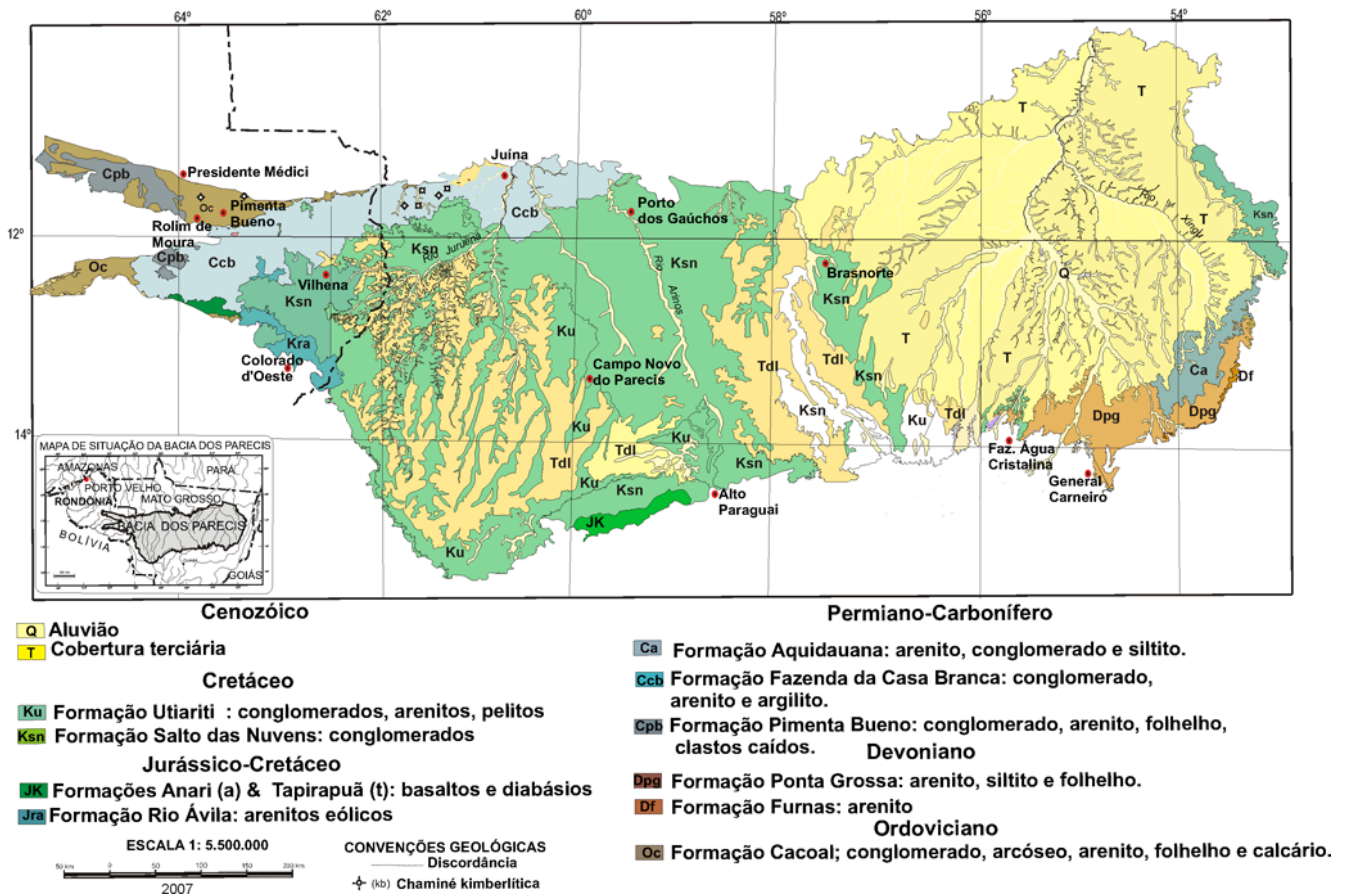 64° 62° 60° 58° 56° 54°
12°
14°
Presidente Médici
Cpb
Oc
Pimenta
Bueno
Rolim de
Moura
Cpb
Ccb
Oc
Vilhena
Ksn
Kra
Colorado
d'Oeste
Juína
Ccb
Ksn
Rio Juruena
Porto
dos Gaúchos
Rio Arinos
Ksn
Ku
Campo Novo
do Parecis
Ku
Tdl
Ku
Tdl
Ku
Ksn
Ksn
JK
Ku
Alto
Paraguai
Brasnorte
Ksn
Tdl
Tdl
Ksn
Ksn
Ku
Tdl
T
T
T
T
T
Q
Rio Xingu
Ksn
Ca
Df
Dpg
Dpg
Faz. Água
Cristalina
General
Carneiro
MAPA DE SITUAÇÃO DA BACIA DOS PARECIS
AMAZONAS
PARÁ
PORTO VELHO
RONDÔNIA
MATO GROSSO
BACIA DOS PARECIS
BOLÍVIA
GOIÁS
Cenozóico
Q Aluvião
T Cobertura terciária
Cretáceo
Ku Formação Utiariti : conglomerados, arenitos, pelitos
Ksn Formação Salto das Nuvens: conglomerados
Jurássico-Cretáceo
JK Formações Anari (a) & Tapirapuã (t): basaltos e diabásios
Jra Formação Rio Ávila: arenitos eólicos
ESCALA 1: 5.500.000
50 km 0 50 100 150 200 km
2007
CONVENÇÕES GEOLÓGICAS
Discordância
(kb) Chaminé kimberlítica
Permiano-Carbonífero
Ca Formação Aquidauana: arenito, conglomerado e siltito.
Ccb Formação Fazenda da Casa Branca: conglomerado,
arenito e argilito.
Cpb Formação Pimenta Bueno: conglomerado, arenito, folhelho,
clastos caídos.
Devoniano
Dpg Formação Ponta Grossa: arenito, siltito e folhelho.
Df Formação Furnas: arenito
Ordoviciano
Oc Formação Cacoal; conglomerado, arcóseo, arenito, folhelho e calcário.